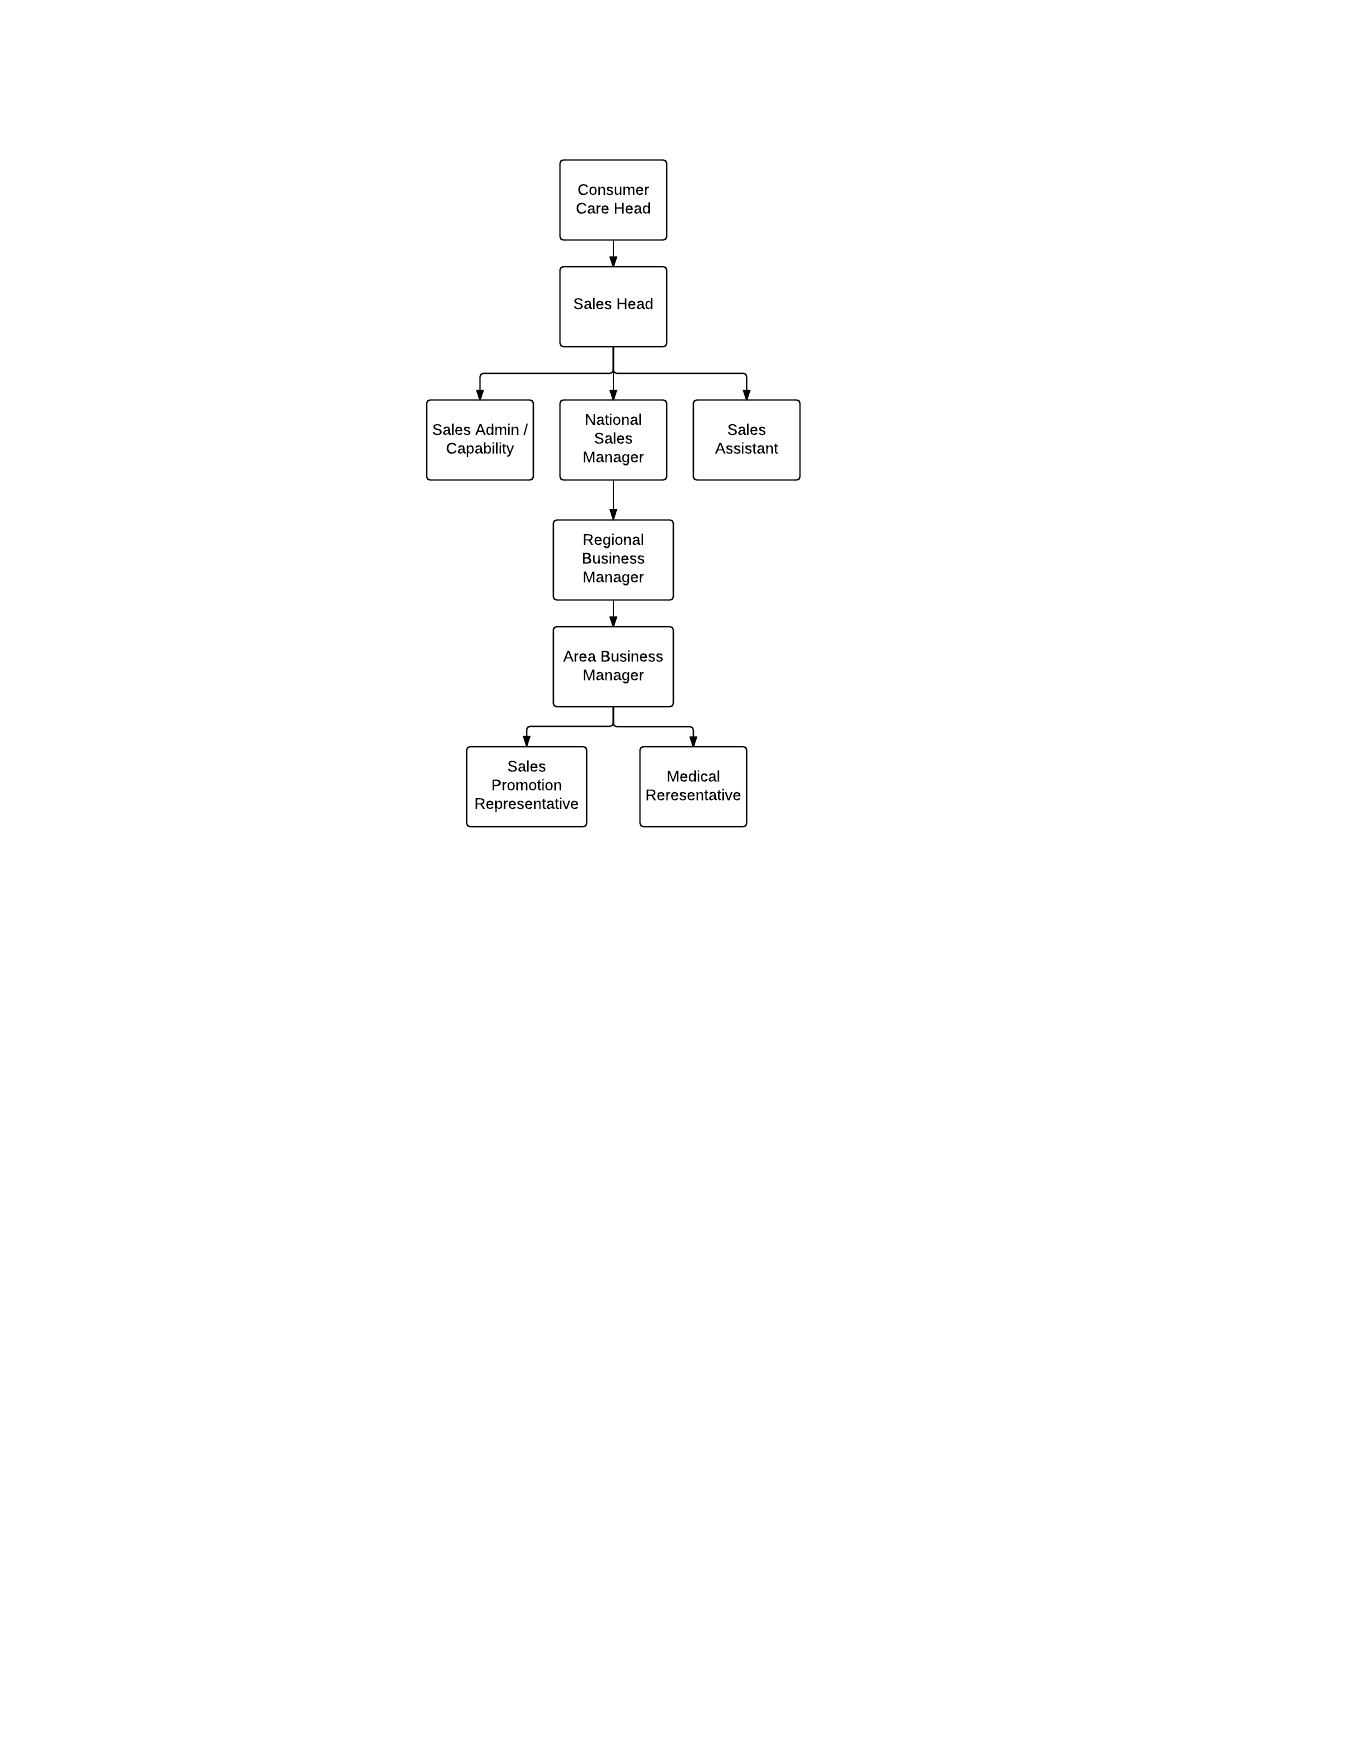 Consumer
Care Head
Sales Head
Sales Admin /
Capability
National
Sales
Manager
Sales
Assistant
Regional
Business
Manager
Area Business
Manager
Sales
Promotion
Representative
Medical
Reresentative